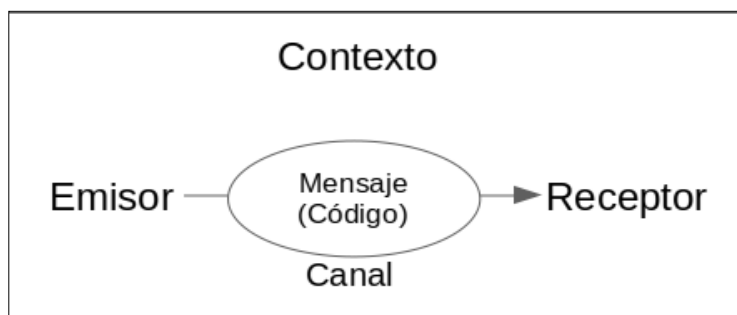 Contexto
Emisor
Mensaje
(Código)
Receptor
Canal